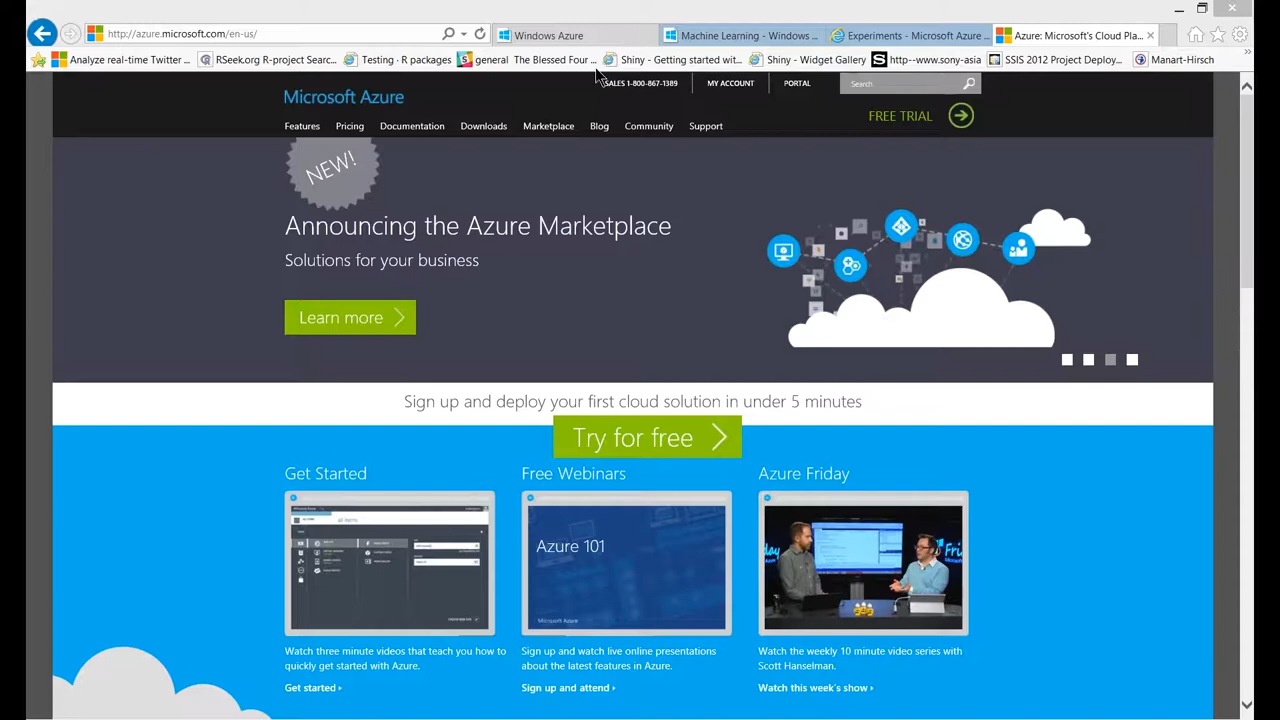 http://azure.microsoft.com/en-us/
Windows Azure
Machine Learning - Windows ...
Experiments - Microsoft Azure ...
Azure: Microsoft's Cloud Pla...
Analyze real-time Twitter
RSeek.org R-proj
Searc...
Testing · R packages
general
The Blessed Four ...
Shiny - Getting started wit...
Shiny - Widget Gallery
http--www.sony-asia
SSIS 2012 Project Deploy...
Manart-Hirsch
SALES 1-800-867-1389
MY ACCOUNT
PORTAL
Search
Microsoft Azure
FREE TRIAL
Features
Pricing
Documentation
Downloads
Marketplace
Blog
Community
Support
NEW!
Announcing the Azure Marketplace
Solutions for your business
Learn more
Sign up and deploy your first cloud solution in under 5 minutes
Try for free
Get Started
Free Webinars
Azure Friday
Azure 101
Microsoft Azure
Watch three minute videos that teach you how to
quickly get started with Azure.
Get started
Sign up and watch live online presentations
about the latest features in Azure.
Sign up and attend
Watch the weekly 10 minute video series with
Scott Hanselman.
Watch this week's show